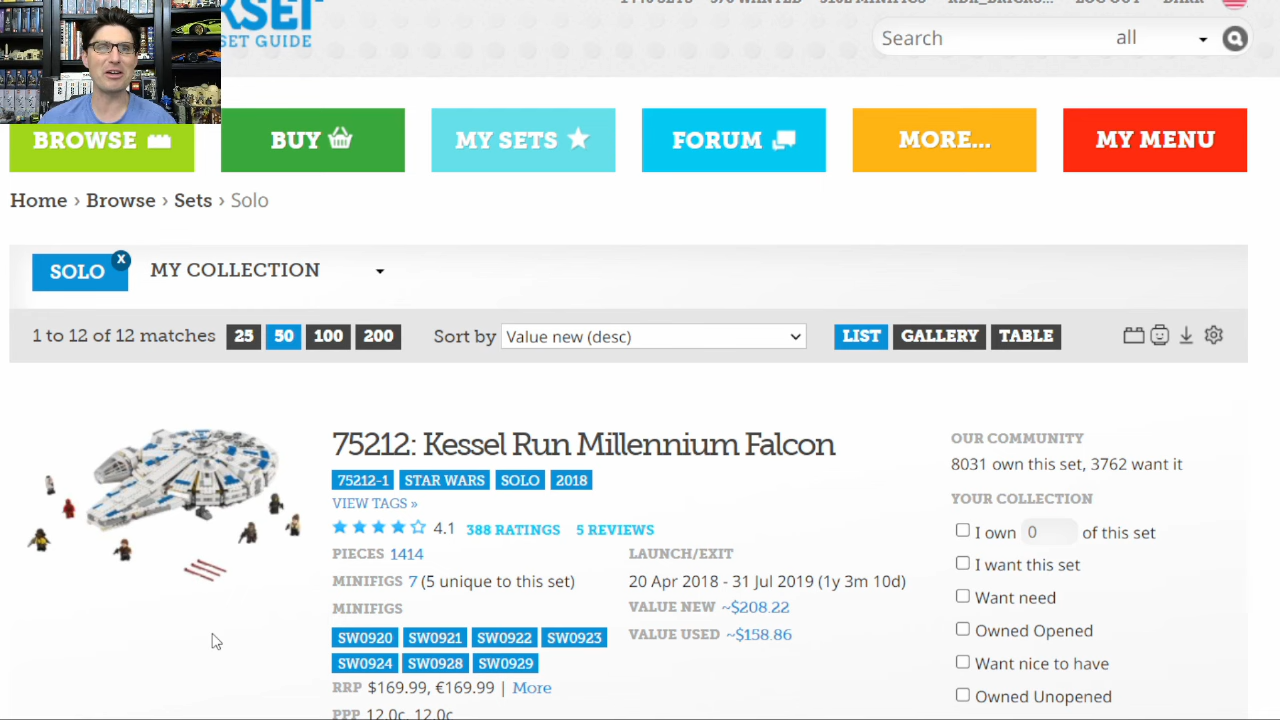 SET GUIDE
Search all
BROWSE
BUY
MY SETS
FORUM
MORE...
MY MENU
Home › Browse › Sets › Solo
SOLO X MY COLLECTION
1 to 12 of 12 matches 25 50 100 200 Sort by Value new (desc) LIST GALLERY TABLE
75212: Kessel Run Millennium Falcon
75212-1 STAR WARS SOLO 2018
VIEW TAGS »
4.1 388 RATINGS 5 REVIEWS
PIECES 1414
MINIFIGS 7 (5 unique to this set)
MINIFIGS
SW0920 SW0921 SW0922 SW0923
SW0924 SW0928 SW0929
RRP $169.99, €169.99 | More
PPP 12.0c, 12.0c
LAUNCH/EXIT
20 Apr 2018 - 31 Jul 2019 (1y 3m 10d)
VALUE NEW ~$208.22
VALUE USED ~$158.86
OUR COMMUNITY
8031 own this set, 3762 want it
YOUR COLLECTION
I own 0 of this set
I want this set
Want need
Owned Opened
Want nice to have
Owned Unopened